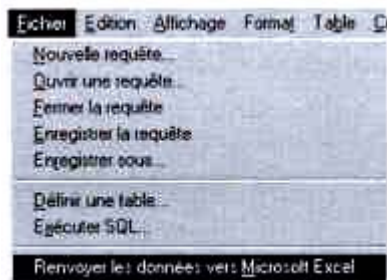 Fichier Edition Affichage Format Table
Nouvelle requête...
Ouvrir une requête...
Fermer la requête
Enregistrer la requête
Enregistrer sous...
Définir une table...
Exécuter SQL...
Renvoyer les données vers Microsoft Excel